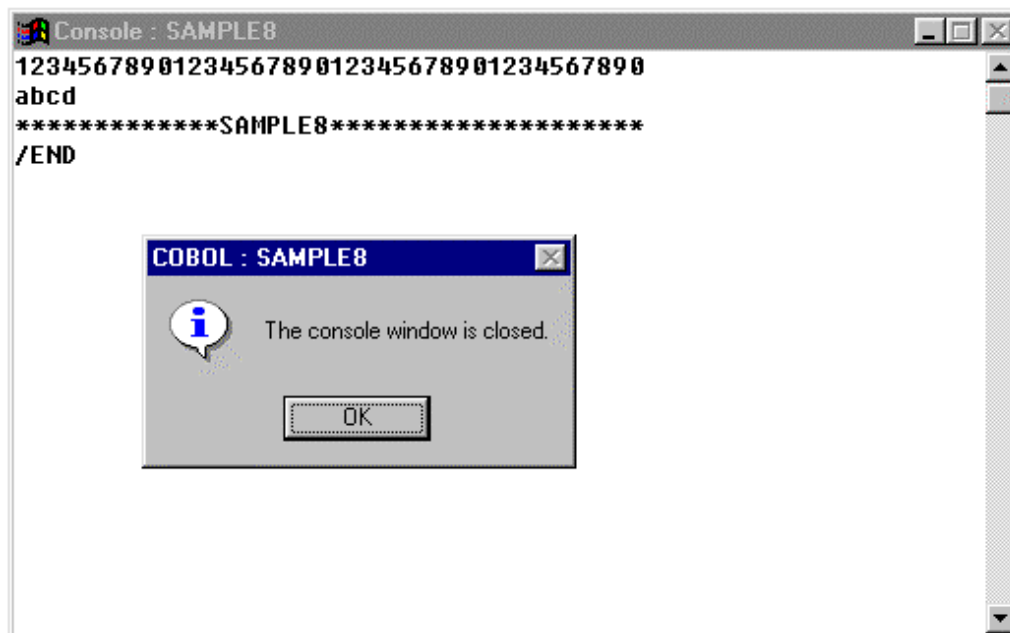 Console : SAMPLE8
1234567890123456789012345678901234567890
abcd
*************SAMPLE8********************
/END
COBOL : SAMPLE8
The console window is closed.
OK